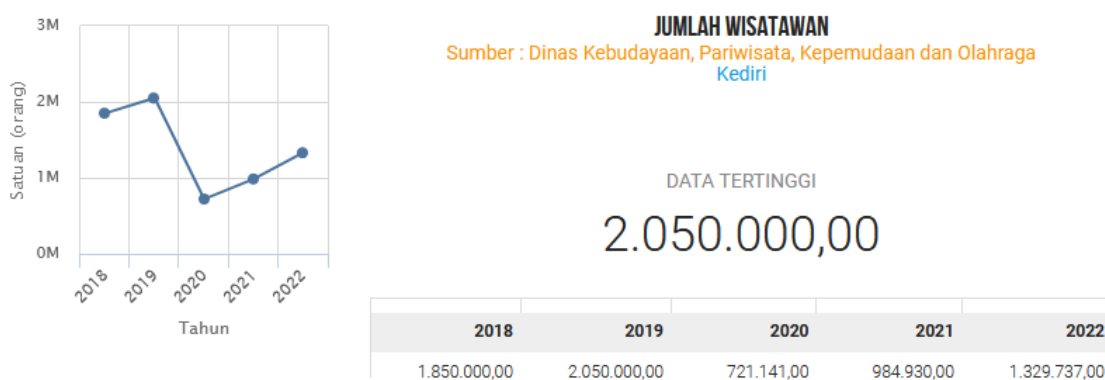 3M
2M
1M
0M
Satuan (orang)
2018 2019 2020 2021 2022
Tahun
JUMLAH WISATAWAN
Sumber : Dinas Kebudayaan, Pariwisata, Kepemudaan dan Olahraga
Kediri
DATA TERTINGGI
2.050.000,00
2018 2019 2020 2021 2022
1.850.000,00 2.050.000,00 721.141,00 984.930,00 1.329.737,00